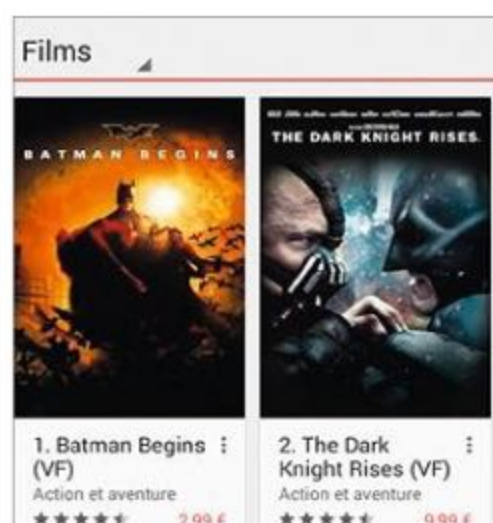 Films
BATMAN BEGINS
THE DARK KNIGHT RISES
1. Batman Begins
(VF)
Action et aventure
2,99 €
2. The Dark
Knight Rises (VF)
Action et aventure
9,99 €